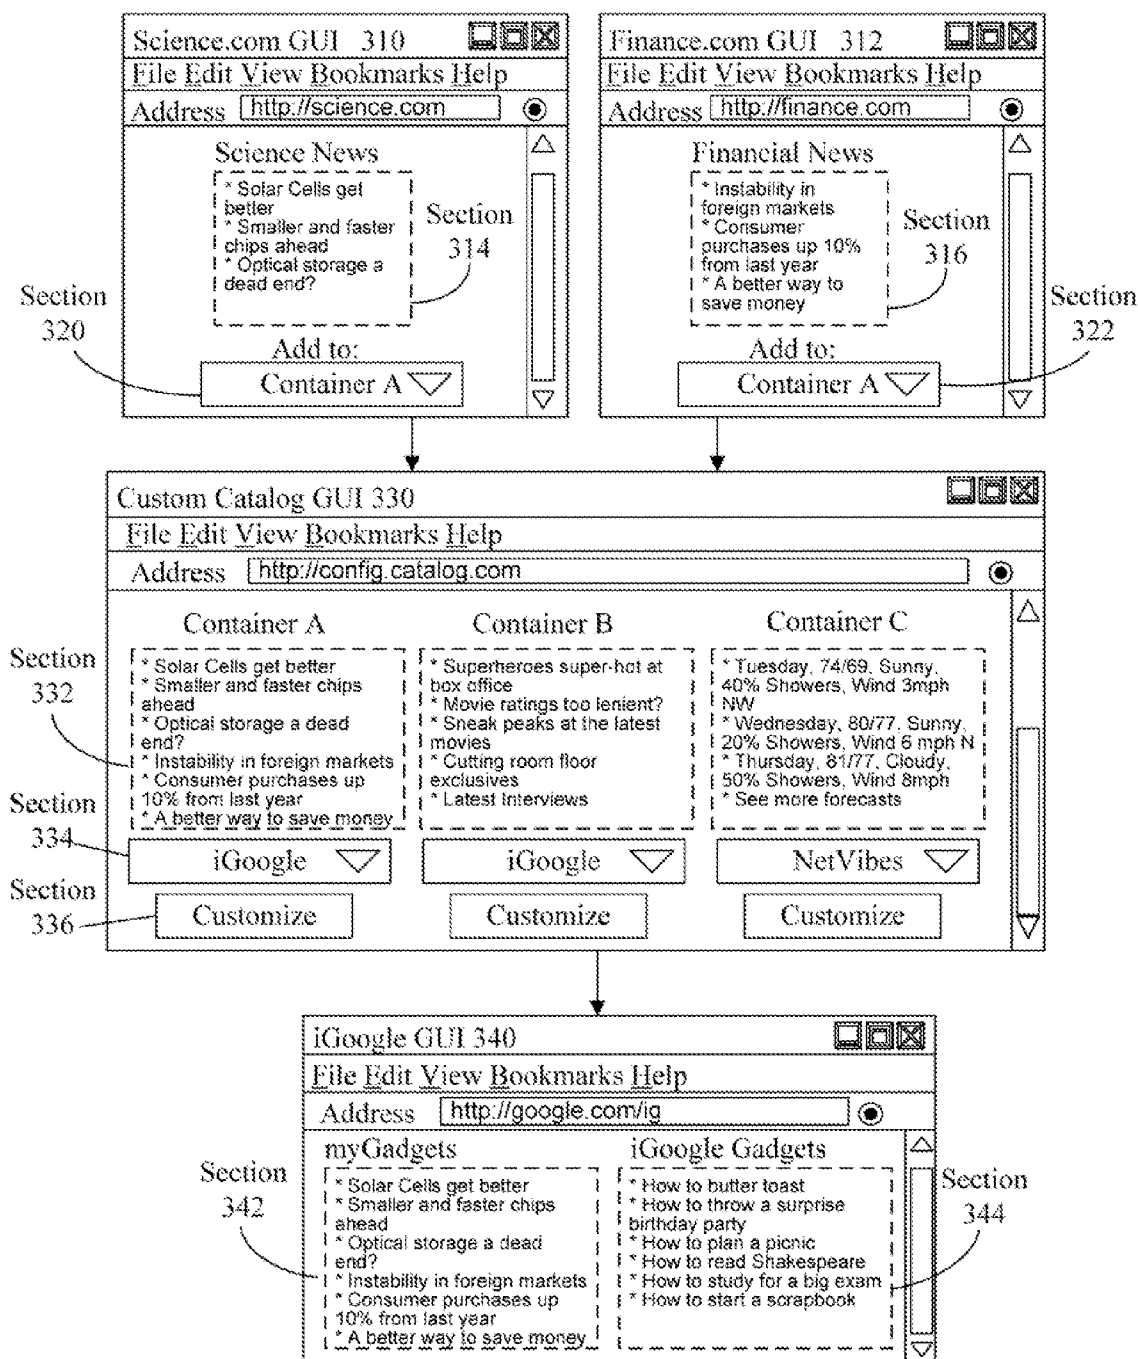 Science.com GUI 310
File Edit View Bookmarks Help
Address http://science.com
Science News
* Solar Cells get
better
* Smaller and faster
chips ahead
* Optical storage a
dead end?
Section
314
Section
320
Add to:
Container A
Finance.com GUI 312
File Edit View Bookmarks Help
Address http://finance.com
Financial News
* Instability in
foreign markets
* Consumer
purchases up 10%
from last year
* A better way to
save money
Section
316
Section
322
Add to:
Container A
Custom Catalog GUI 330
File Edit View Bookmarks Help
Address http://config.catalog.com
Container A
Section
332
* Solar Cells get better
* Smaller and faster chips
ahead
* Optical storage a dead
end?
* Instability in foreign markets
* Consumer purchases up
10% from last year
* A better way to save money
Section
334
iGoogle
Section
336
Customize
Container B
* Superheroes super-hot at
box office
* Movie ratings too lenient?
* Sneak peaks at the latest
movies
* Cutting room floor
exclusives
* Latest Interviews
iGoogle
Customize
Container C
* Tuesday, 74/69, Sunny,
40% Showers, Wind 3mph
NW
* Wednesday, 80/77, Sunny,
20% Showers, Wind 6 mph N
* Thursday, 81/77, Cloudy,
50% Showers, Wind 8mph
* See more forecasts
NetVibes
Customize
iGoogle GUI 340
File Edit View Bookmarks Help
Address http://google.com/ig
myGadgets
Section
342
* Solar Cells get better
* Smaller and faster chips
ahead
* Optical storage a dead
end?
* Instability in foreign markets
* Consumer purchases up
10% from last year
* A better way to save money
iGoogle Gadgets
* How to butter toast
* How to throw a surprise
birthday party
* How to plan a picnic
* How to read Shakespeare
* How to study for a big exam
* How to start a scrapbook
Section
344